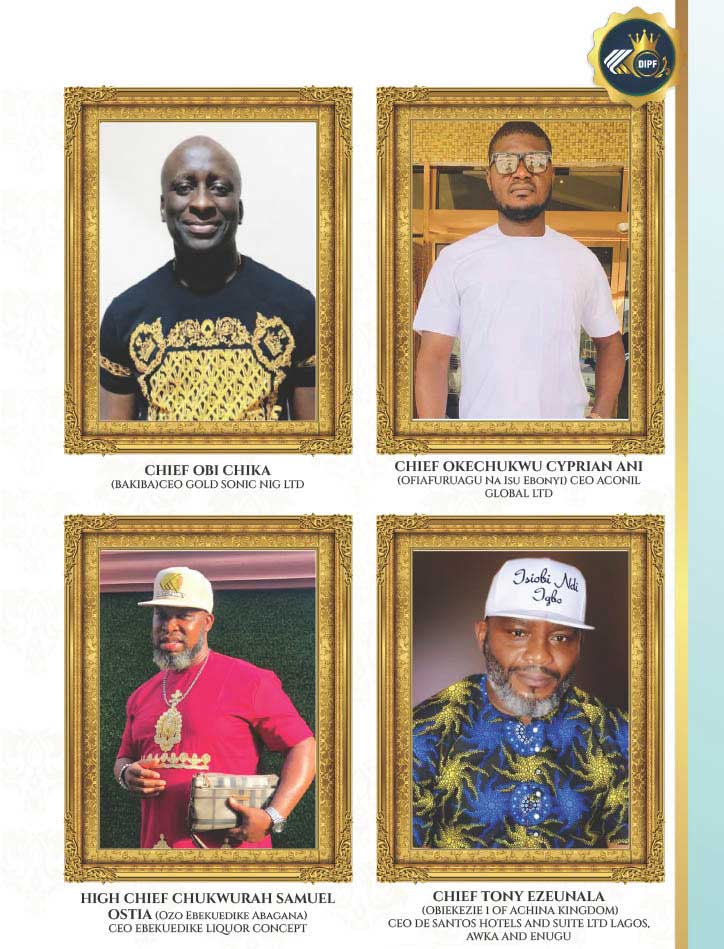 DIPF
CHIEF OBI CHIKA
(BAKIBA)CEO GOLD SONIC NIG LTD
CHIEF OKECHUKWU CYPRIAN ANI
(OFIAFURUAGU NA ISU EBONYI) CEO ACONIL
GLOBAL LTD
Isiobi Ndi
Igbo
HIGH CHIEF CHUKWURAH SAMUEL
OSTIA (OZO EBEKUEDIKE ABAGANA)
CEO EBEKUEDIKE LIQUOR CONCEPT
CHIEF TONY EZEUNALA
(OBIEKEZIE I OF ACHINA KINGDOM)
CEO DE SANTOS HOTELS AND SUITE LTD LAGOS,
AWKA AND ENUGU